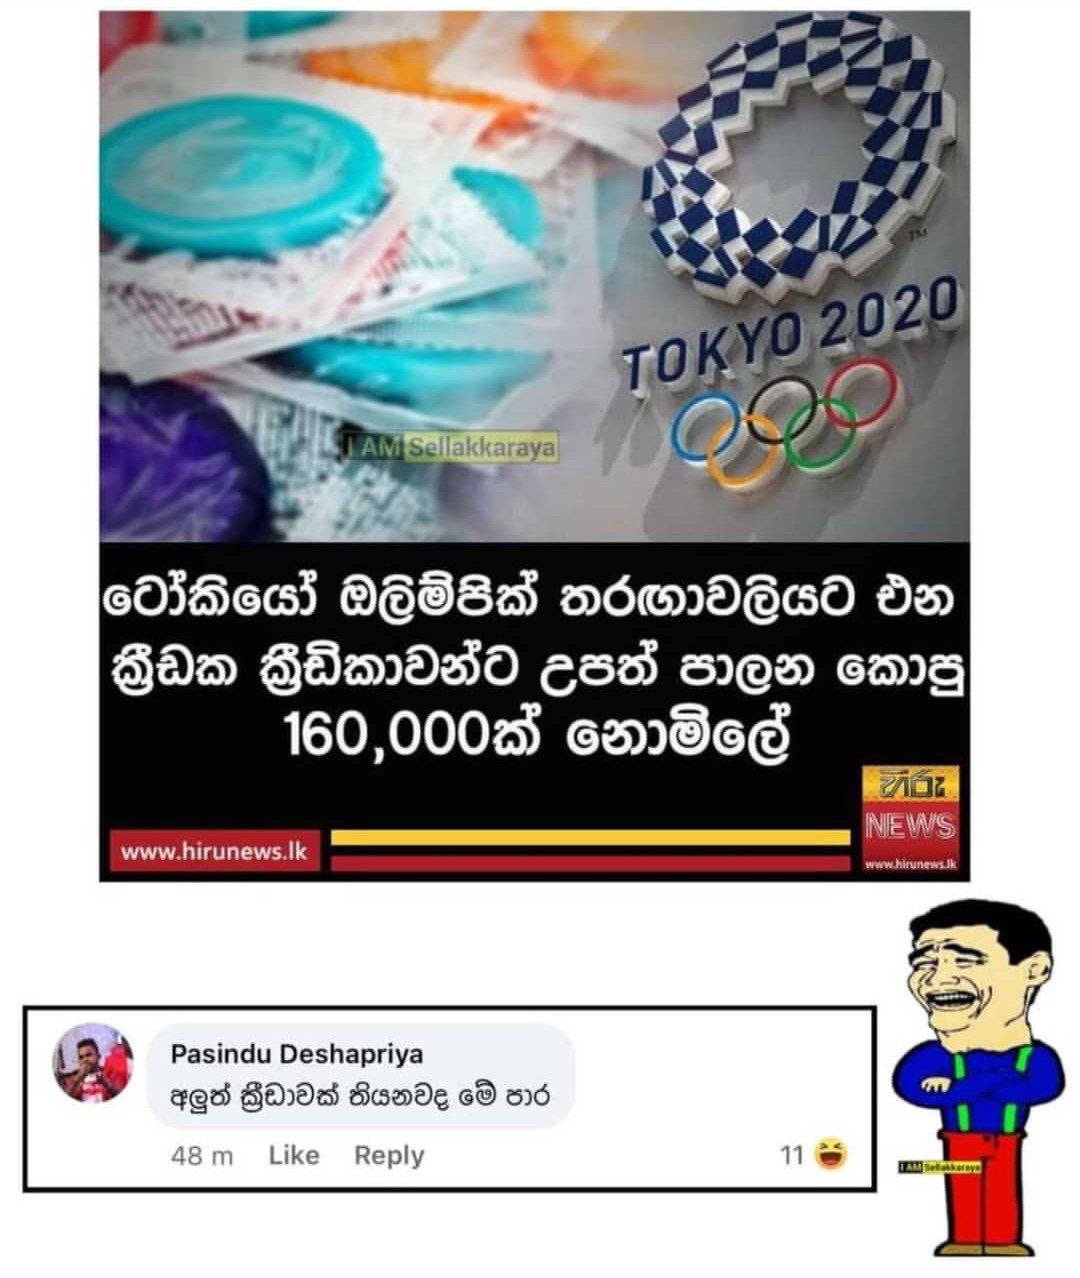 TM
TOKYO 2020
I AM Sellakkaraya
ටෝකියෝ ඔලිම්පික් තරඟාවලියට එන
ක්‍රීඩක ක්‍රීඩිකාවන්ට උපත් පාලන කොපු
160,000ක් නොමිලේ
හිරු
NEWS
www.hirunews.lk
www.hirunews.lk
Pasindu Deshapriya
අලුත් ක්‍රීඩාවක් තියනවද මේ පාර
48 m Like Reply 11
I AM Sellakkaraya